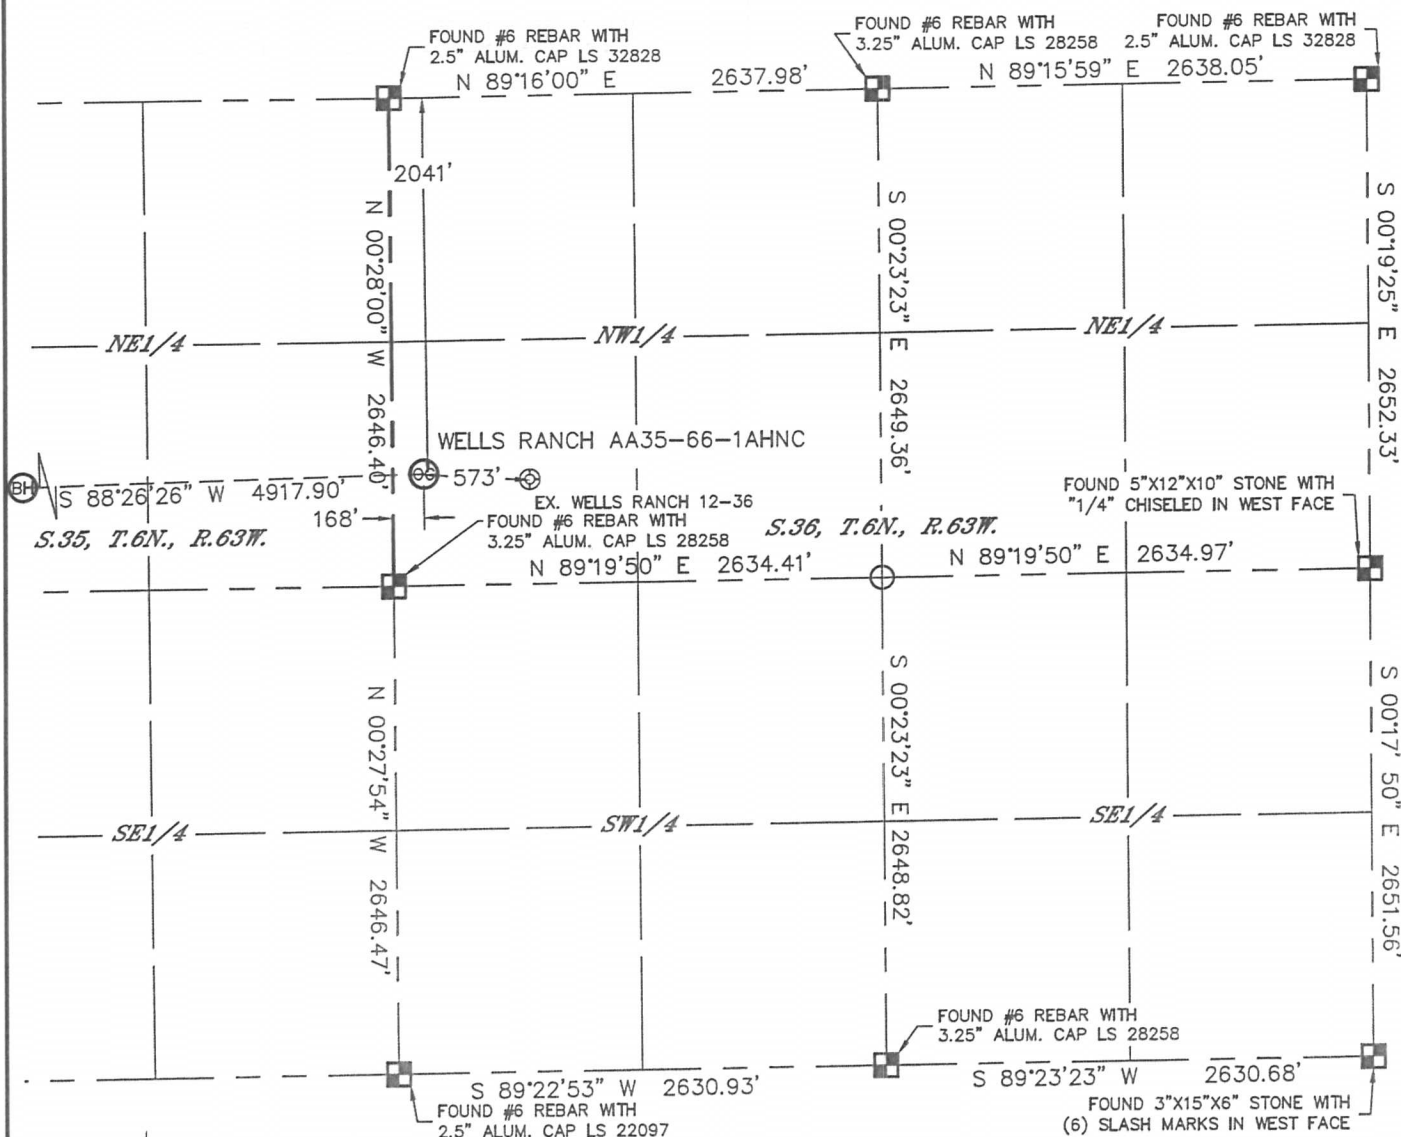 FOUND #6 REBAR WITH
2.5" ALUM. CAP LS 32828
FOUND #6 REBAR WITH
3.25" ALUM. CAP LS 28258
FOUND #6 REBAR WITH
2.5" ALUM. CAP LS 32828
N 89°16'00" E 2637.98'
N 89°15'59" E 2638.05'
2041'
N 00°28'00" W 2646.40'
S 00°23'23" E 2649.36'
S 00°19'25" E 2652.33'
NE1/4
NW1/4
NE1/4
WELLS RANCH AA35-66-1AHNC
BH
OG
573'
S 88°26'26" W 4917.90'
EX. WELLS RANCH 12-36
168'
FOUND #6 REBAR WITH
3.25" ALUM. CAP LS 28258
FOUND 5"X12"X10" STONE WITH
"1/4" CHISELED IN WEST FACE
S.35, T.6N., R.63W.
S.36, T.6N., R.63W.
N 89°19'50" E 2634.41'
N 89°19'50" E 2634.97'
N 00°27'54" W 2646.47'
S 00°23'23" E 2648.82'
S 00°17' 50" E 2651.56'
SE1/4
SW1/4
SE1/4
FOUND #6 REBAR WITH
3.25" ALUM. CAP LS 28258
S 89°22'53" W 2630.93'
S 89°23'23" W 2630.68'
FOUND #6 REBAR WITH
2.5" ALUM. CAP LS 22097
FOUND 3"X15"X6" STONE WITH
(6) SLASH MARKS IN WEST FACE